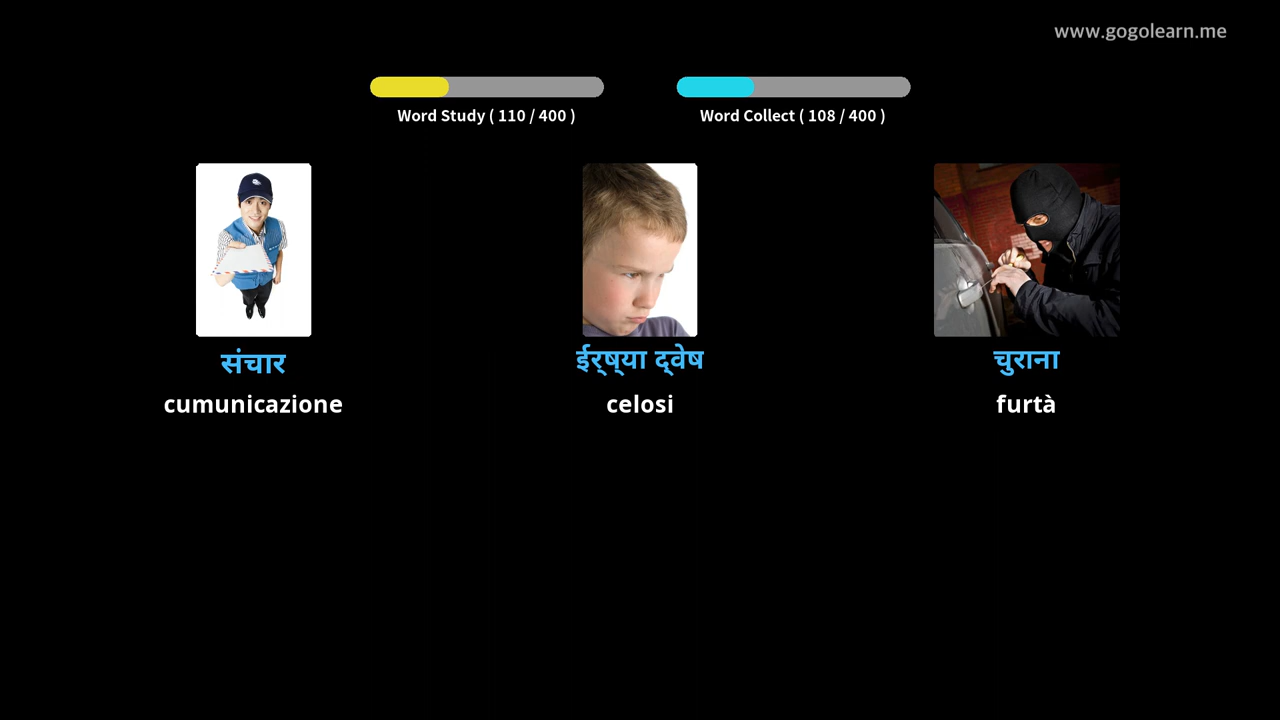 www.gogolearn.me
Word Study ( 110 / 400 )
Word Collect ( 108 / 400 )
संचार
ईर्ष्या द्वेष
चुराना
cumunicazione
celosi
furtà